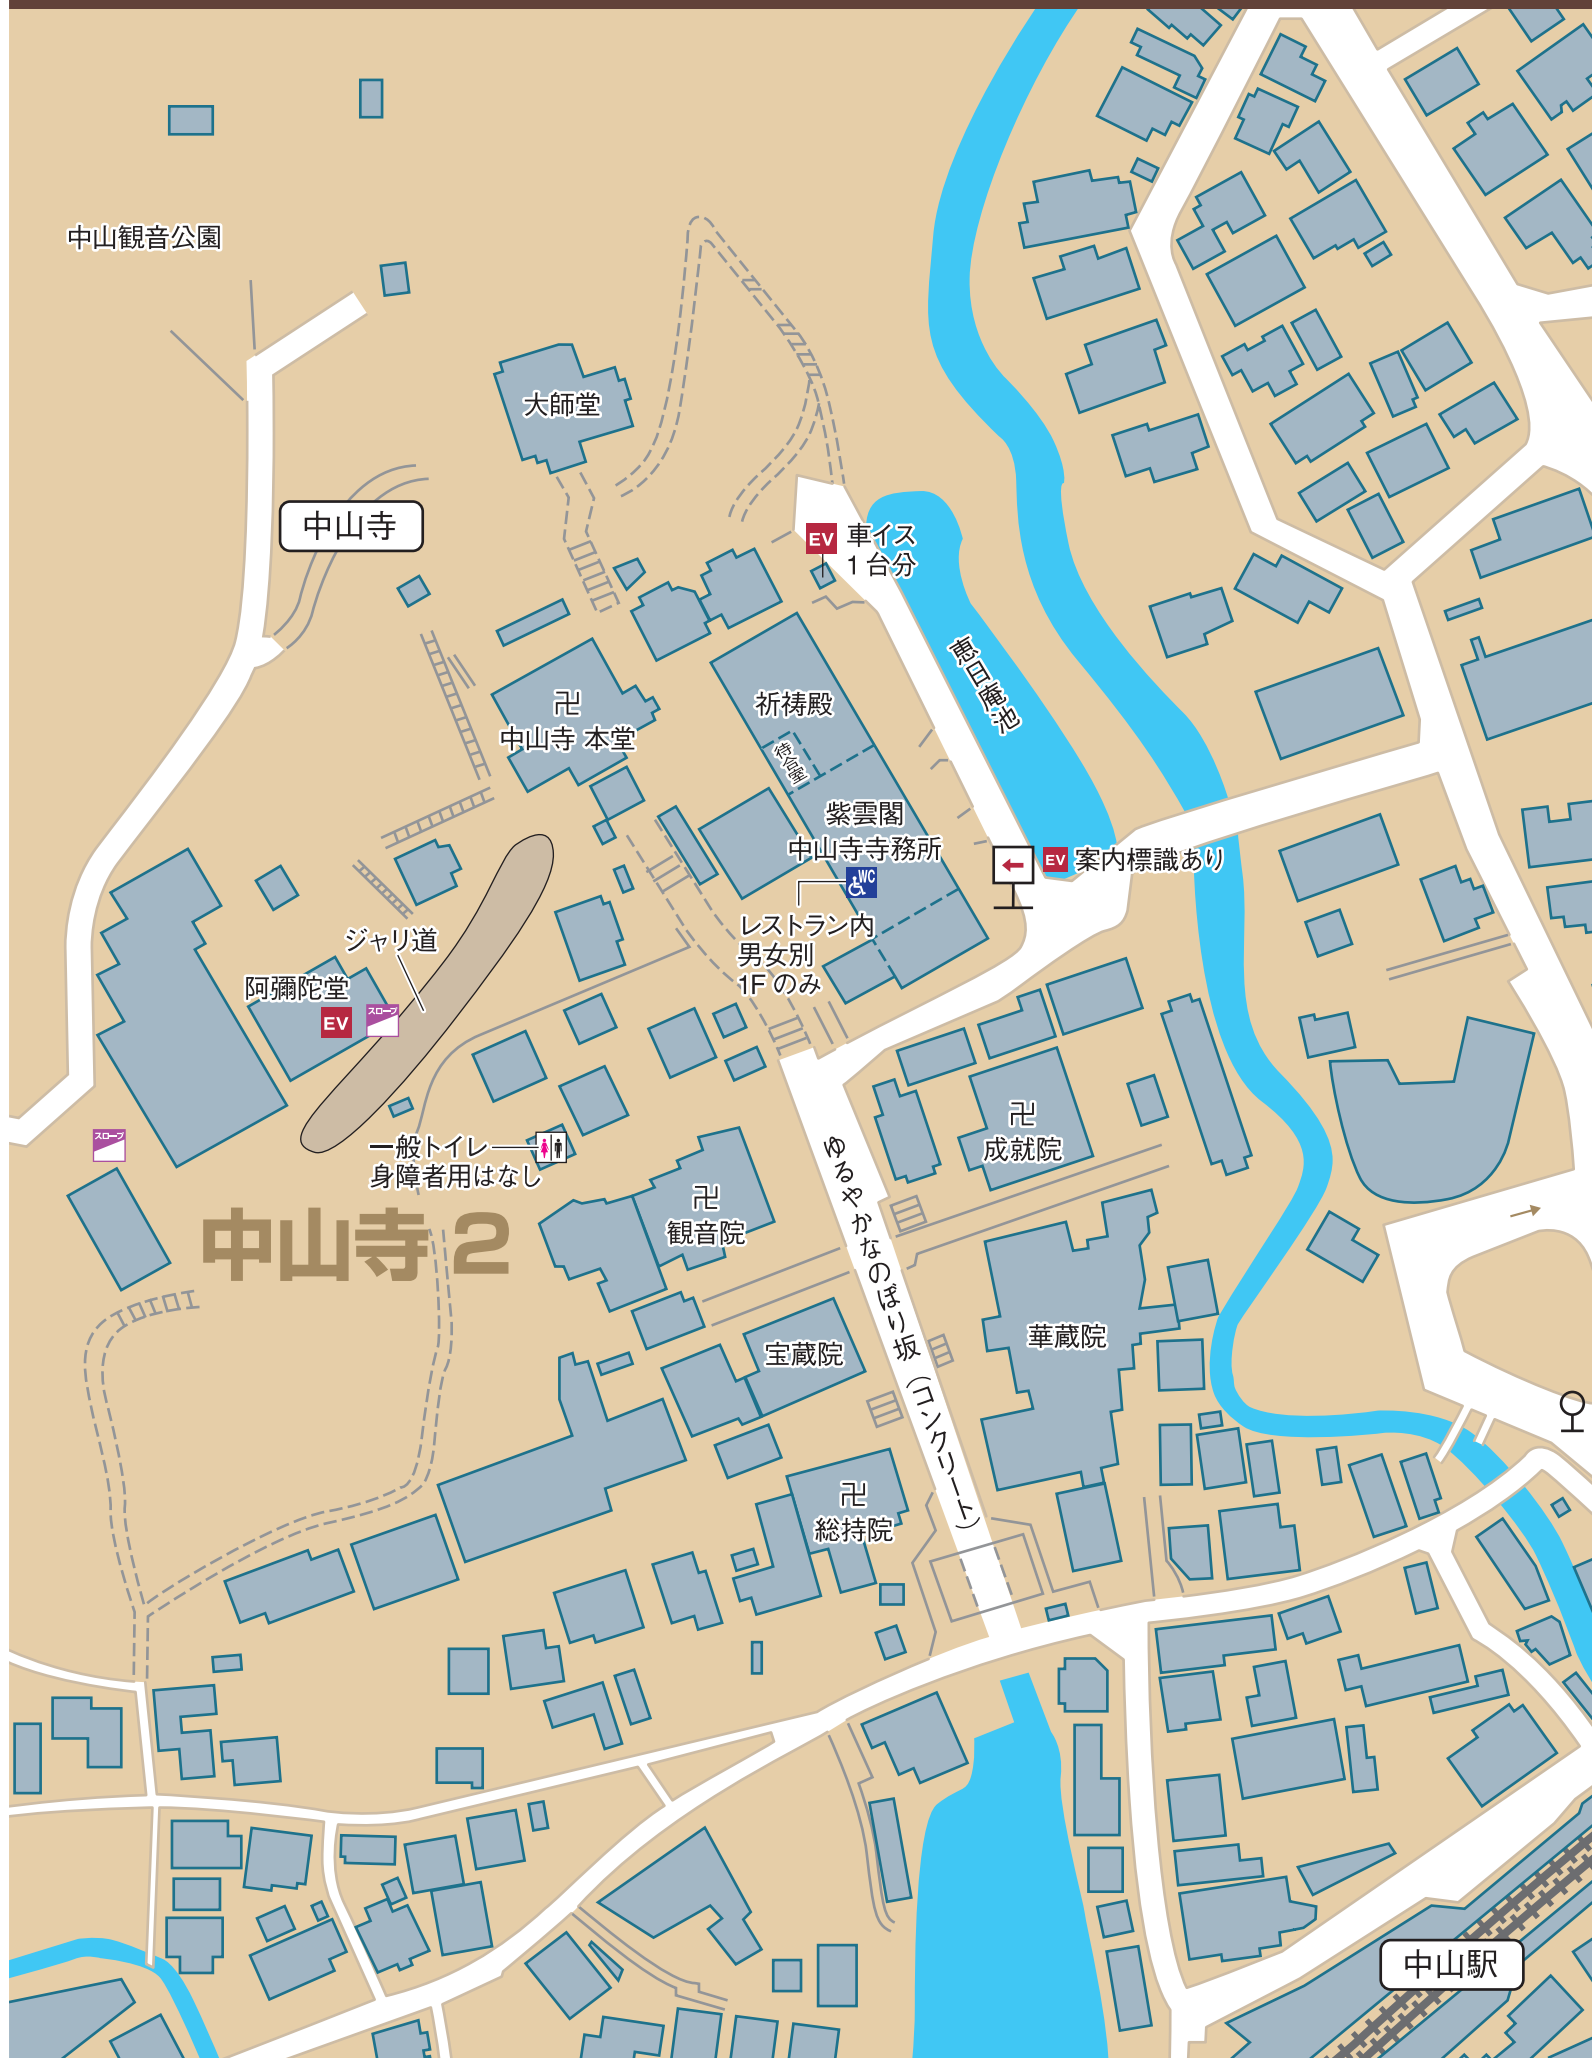 中山観音公園
大師堂
中山寺
EV
車イス
1台分
恵日庵池
卍
中山寺 本堂
祈祷殿
待合室
紫雲閣
中山寺寺務所
WC
EV
案内標識あり
レストラン内
男女別
1Fのみ
ジャリ道
阿彌陀堂
EV
スロープ
スロープ
一般トイレ
身障者用はなし
卍
成就院
ゆるやかなのぼり坂(コンクリート)
卍
観音院
中山寺2
華蔵院
宝蔵院
卍
総持院
中山駅